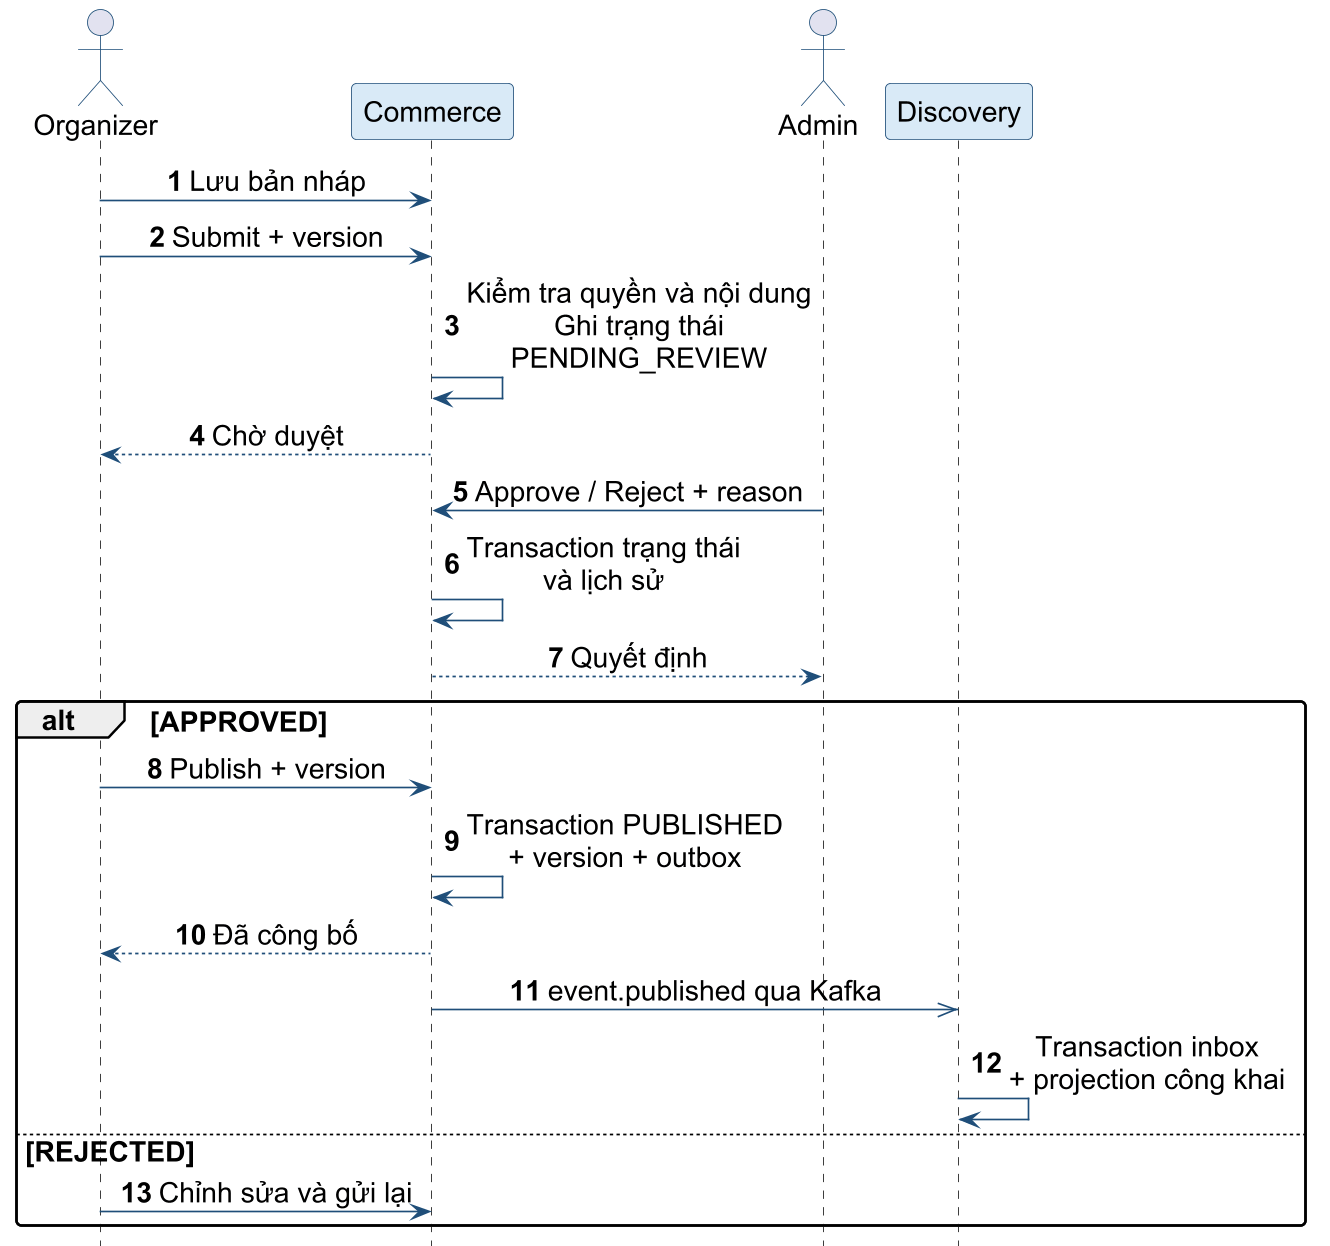 Organizer
Commerce
Admin
Discovery
1 Lưu bản nháp
2 Submit + version
3 Kiểm tra quyền và nội dung
Ghi trạng thái
PENDING_REVIEW
4 Chờ duyệt
5 Approve / Reject + reason
6 Transaction trạng thái
và lịch sử
7 Quyết định
alt [APPROVED]
8 Publish + version
9 Transaction PUBLISHED
+ version + outbox
10 Đã công bố
11 event.published qua Kafka
12 Transaction inbox
+ projection công khai
[REJECTED]
13 Chỉnh sửa và gửi lại